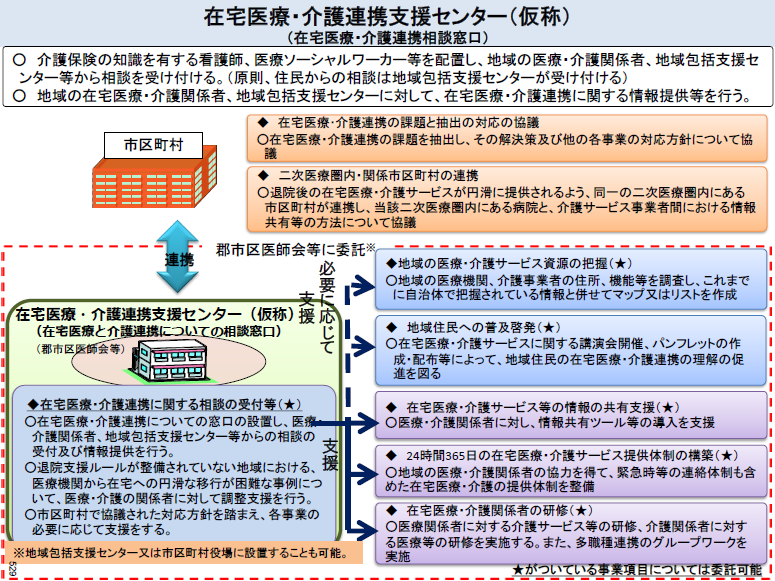 在宅医療・介護連携支援センター（仮称）
（在宅医療・介護連携相談窓口）
○　介護保険の知識を有する看護師、医療ソーシャルワーカー等を配置し、地域の医療・介護関係者、地域包括支援セ
ンター等から相談を受け付ける。（原則、住民からの相談は地域包括支援センターが受け付ける）
○　地域の在宅医療・介護関係者、地域包括支援センターに対して、在宅医療・介護連携に関する情報提供等を行う。
市区町村
◆　在宅医療・介護連携の課題と抽出の対応の協議
○在宅医療・介護連携の課題を抽出し、その解決策及び他の各事業の対応方針について協
議
◆　二次医療圏内・関係市区町村の連携
○退院後の在宅医療・介護サービスが円滑に提供されるよう、同一の二次医療圏内にある
市区町村が連携し、当該二次医療圏内にある病院と、介護サービス事業者間における情報
共有等の方法について協議
連携
郡市区医師会等に委託※
必要に応じて
支援
在宅医療・介護連携支援センター（仮称）
（在宅医療と介護連携についての相談窓口）
（郡市区医師会等）
◆在宅医療・介護連携に関する相談の受付等（★）
○在宅医療・介護連携についての窓口の設置し、医療・
介護関係者、地域包括支援センター等からの相談の
受付及び情報提供を行う。
○退院支援ルールが整備されていない地域における、
医療機関から在宅への円滑な移行が困難な事例につ
いて、医療・介護の関係者に対して調整支援を行う。
○市区町村で協議された対応方針を踏まえ、各事業の
必要に応じて支援をする。
※地域包括支援センター又は市区町村役場に設置することも可能。
支援
◆地域の医療・介護サービス資源の把握（★）
○地域の医療機関、介護事業者の住所、機能等を調査し、これまで
に自治体で把握されている情報と併せてマップ又はリストを作成
◆　地域住民への普及啓発（★）
○在宅医療・介護サービスに関する講演会開催、パンフレットの作
成・配布等によって、地域住民の在宅医療・介護連携の理解の促
進を図る
◆　在宅医療・介護サービス等の情報の共有支援（★）
○医療・介護関係者に対し、情報共有ツール等の導入を支援
◆　24時間365日の在宅医療・介護サービス提供体制の構築（★）
○地域の医療・介護関係者の協力を得て、緊急時等の連絡体制も含
めた在宅医療・介護の提供体制を整備
◆　在宅医療・介護関係者の研修（★）
○医療関係者に対する介護サービス等の研修、介護関係者に対す
る医療等の研修を実施する。また、多職種連携のグループワークを
実施
★がついている事業項目については委託可能
529